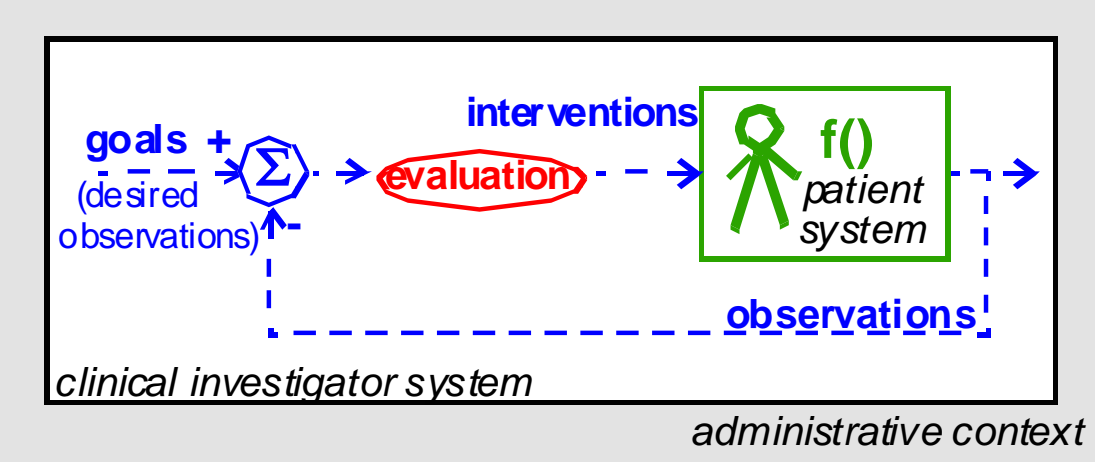 interventions
goals +
Σ
evaluation
f()
(desired
observations)
-
patient
system
observations
clinical investigator system
administrative context